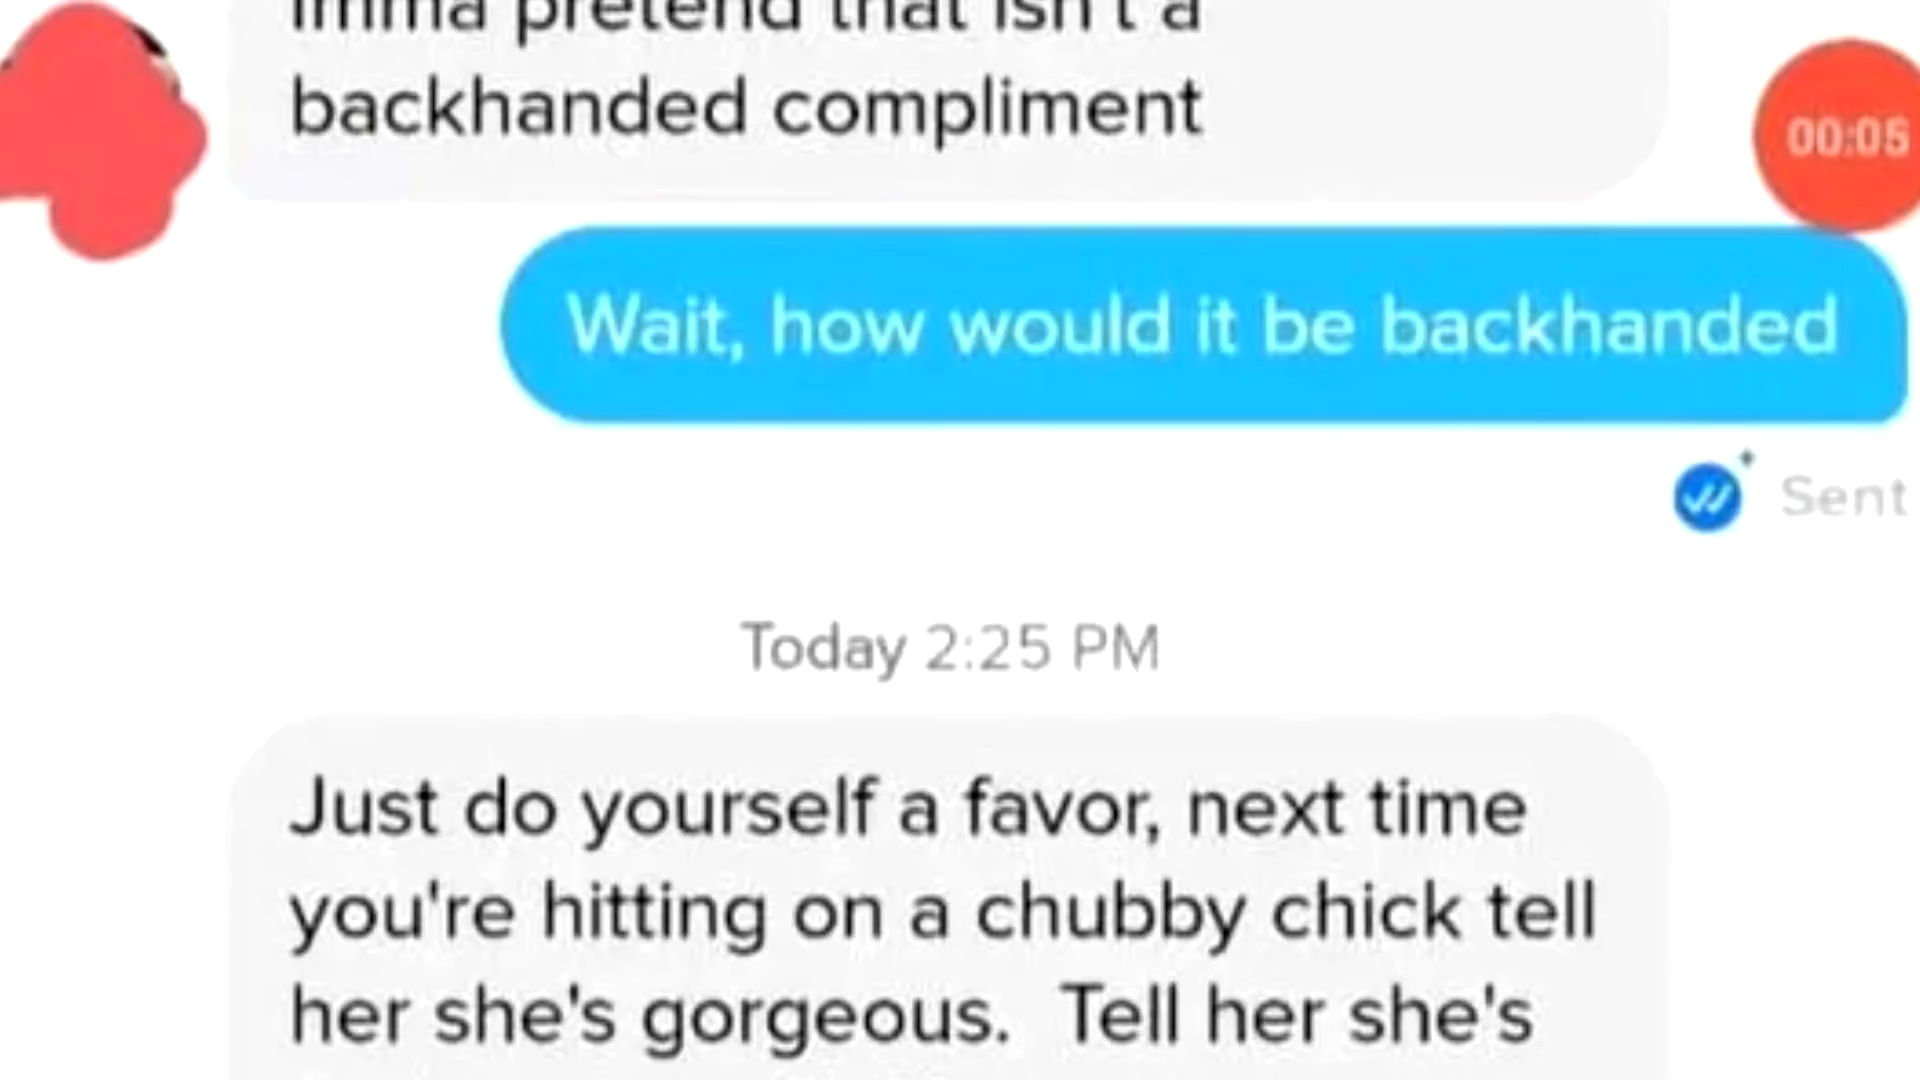 Imma pretend that isn't a
backhanded compliment
00:05
Wait, how would it be backhanded
Sent
Today 2:25 PM
Just do yourself a favor, next time
you're hitting on a chubby chick tell
her she's gorgeous. Tell her she's